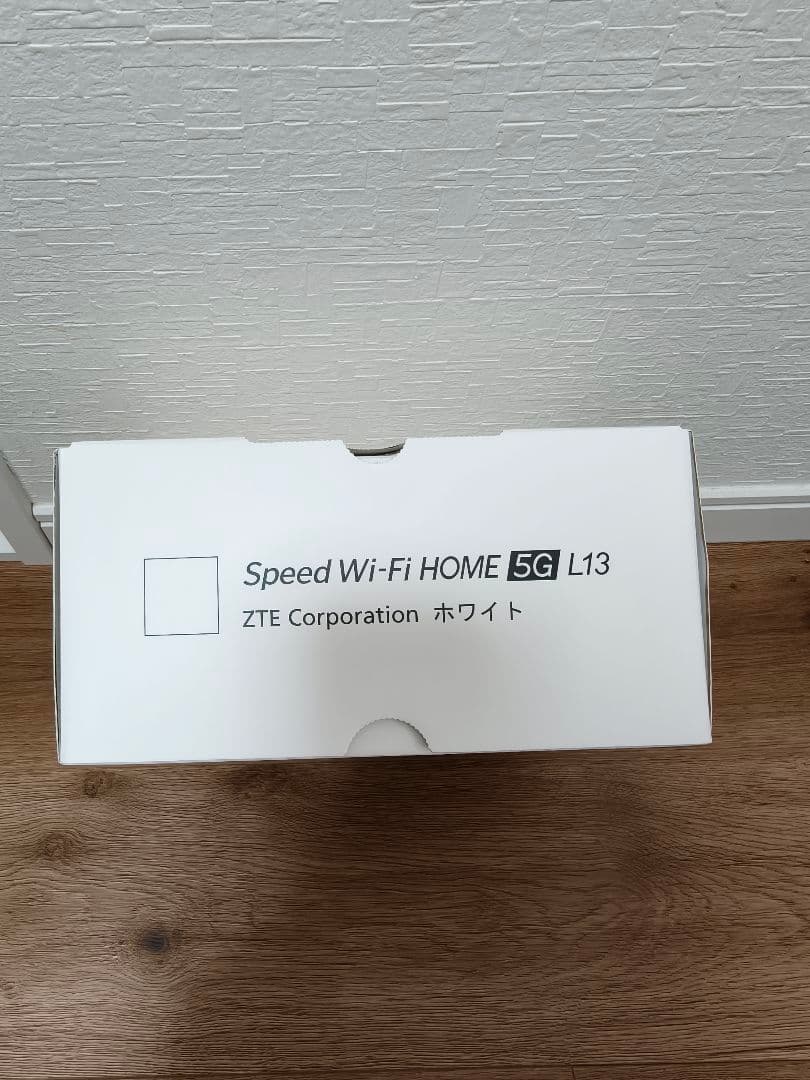 Speed Wi-Fi HOME 5G L13
ZTE Corporation ホワイト